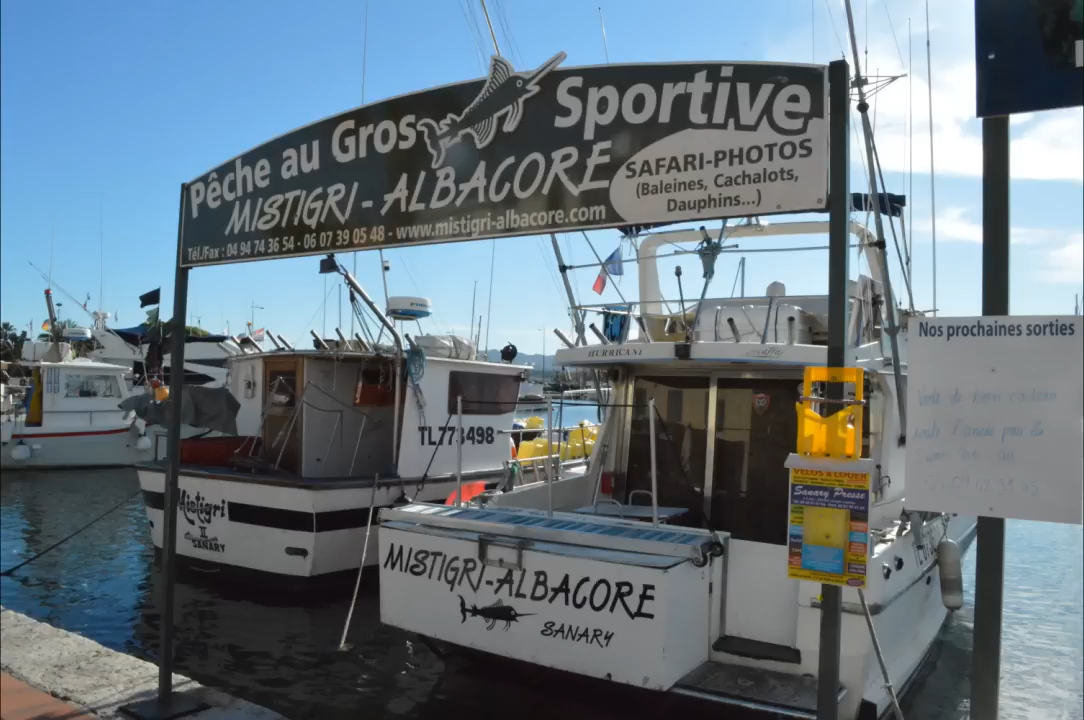 Pêche au Gros Sportive
MISTIGRI - ALBACORE
SAFARI-PHOTOS
(Baleines, Cachalots,
Dauphins...)
Tél./Fax : 04 94 74 36 54 - 06 07 39 05 48 - www.mistigri-albacore.com
Nos prochaines sorties
HURRICANE
TL773498
Mistigri
II
SANARY
MISTIGRI-ALBACORE
SANARY
VELOS A LOUER
Sanary Presse